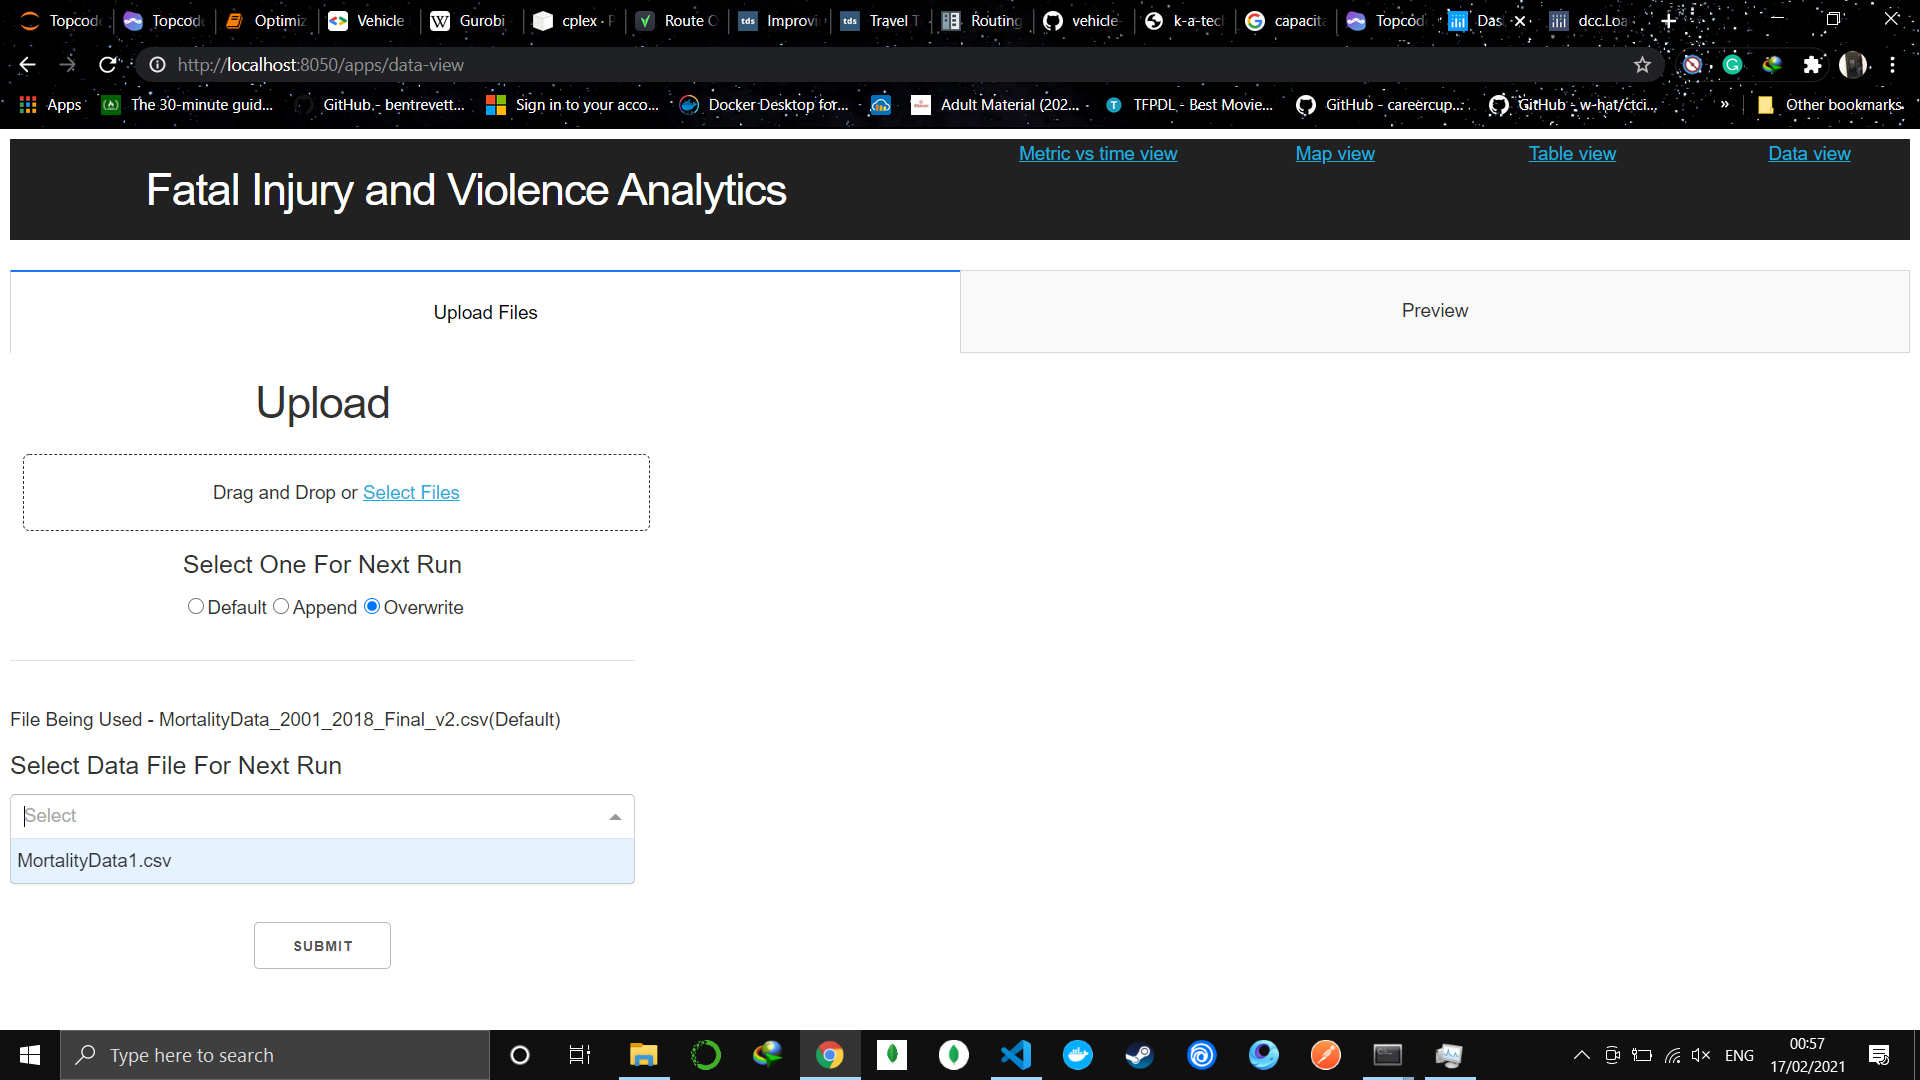 Topcod Topcod Optimiz Vehicle Gurobi cplex · Route O Improvi Travel T Routing vehicle- k-a-tech capacita Topcod Das dcc.Loa
http://localhost:8050/apps/data-view
Apps The 30-minute guid... GitHub - bentrevett... Sign in to your acco... Docker Desktop for... Adult Material (202... TFPDL - Best Movie... GitHub - careercup... GitHub - w-hat/ctci... » Other bookmarks
Metric vs time view Map view Table view Data view
Fatal Injury and Violence Analytics
Upload Files Preview
Upload
Drag and Drop or Select Files
Select One For Next Run
Default Append Overwrite
File Being Used - MortalityData_2001_2018_Final_v2.csv(Default)
Select Data File For Next Run
Select
MortalityData1.csv
SUBMIT
Type here to search
ENG
00:57
17/02/2021